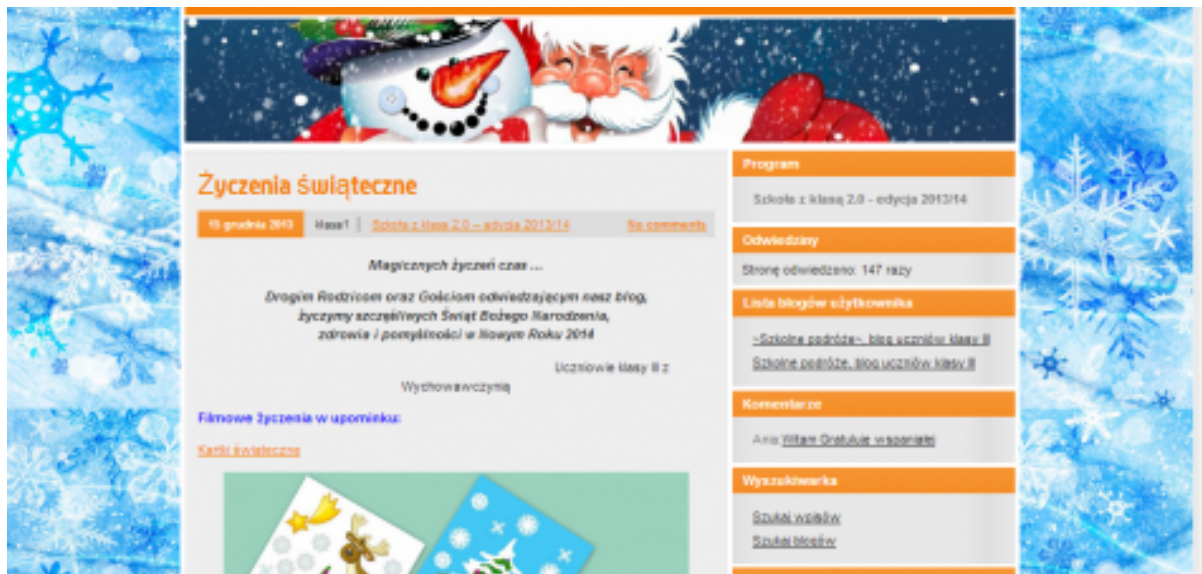 Życzenia świąteczne
15 grudnia 2013 klasa1 Szkoła z klasą 2.0 – edycja 2013/14 No comments
Magicznych życzeń czas ...
Drogim Rodzicom oraz Gościom odwiedzającym nasz blog,
życzymy szczęśliwych Świąt Bożego Narodzenia,
zdrowia i pomyślności w Nowym Roku 2014
Uczniowie klasy II z
Wychowawczynią
Filmowe życzenia w upominku:
Kartki świąteczne
Program
Szkoła z klasą 2.0 - edycja 2013/14
Odwiedziny
Stronę odwiedzono: 147 razy
Lista blogów użytkownika
~Szkolne podróże~, blog uczniów klasy II
Szkolne podróże, blog uczniów klasy II
Komentarze
Ania:Witam Gratuluję wspaniałej
Wyszukiwarka
Szukaj wpisów
Szukaj blogów